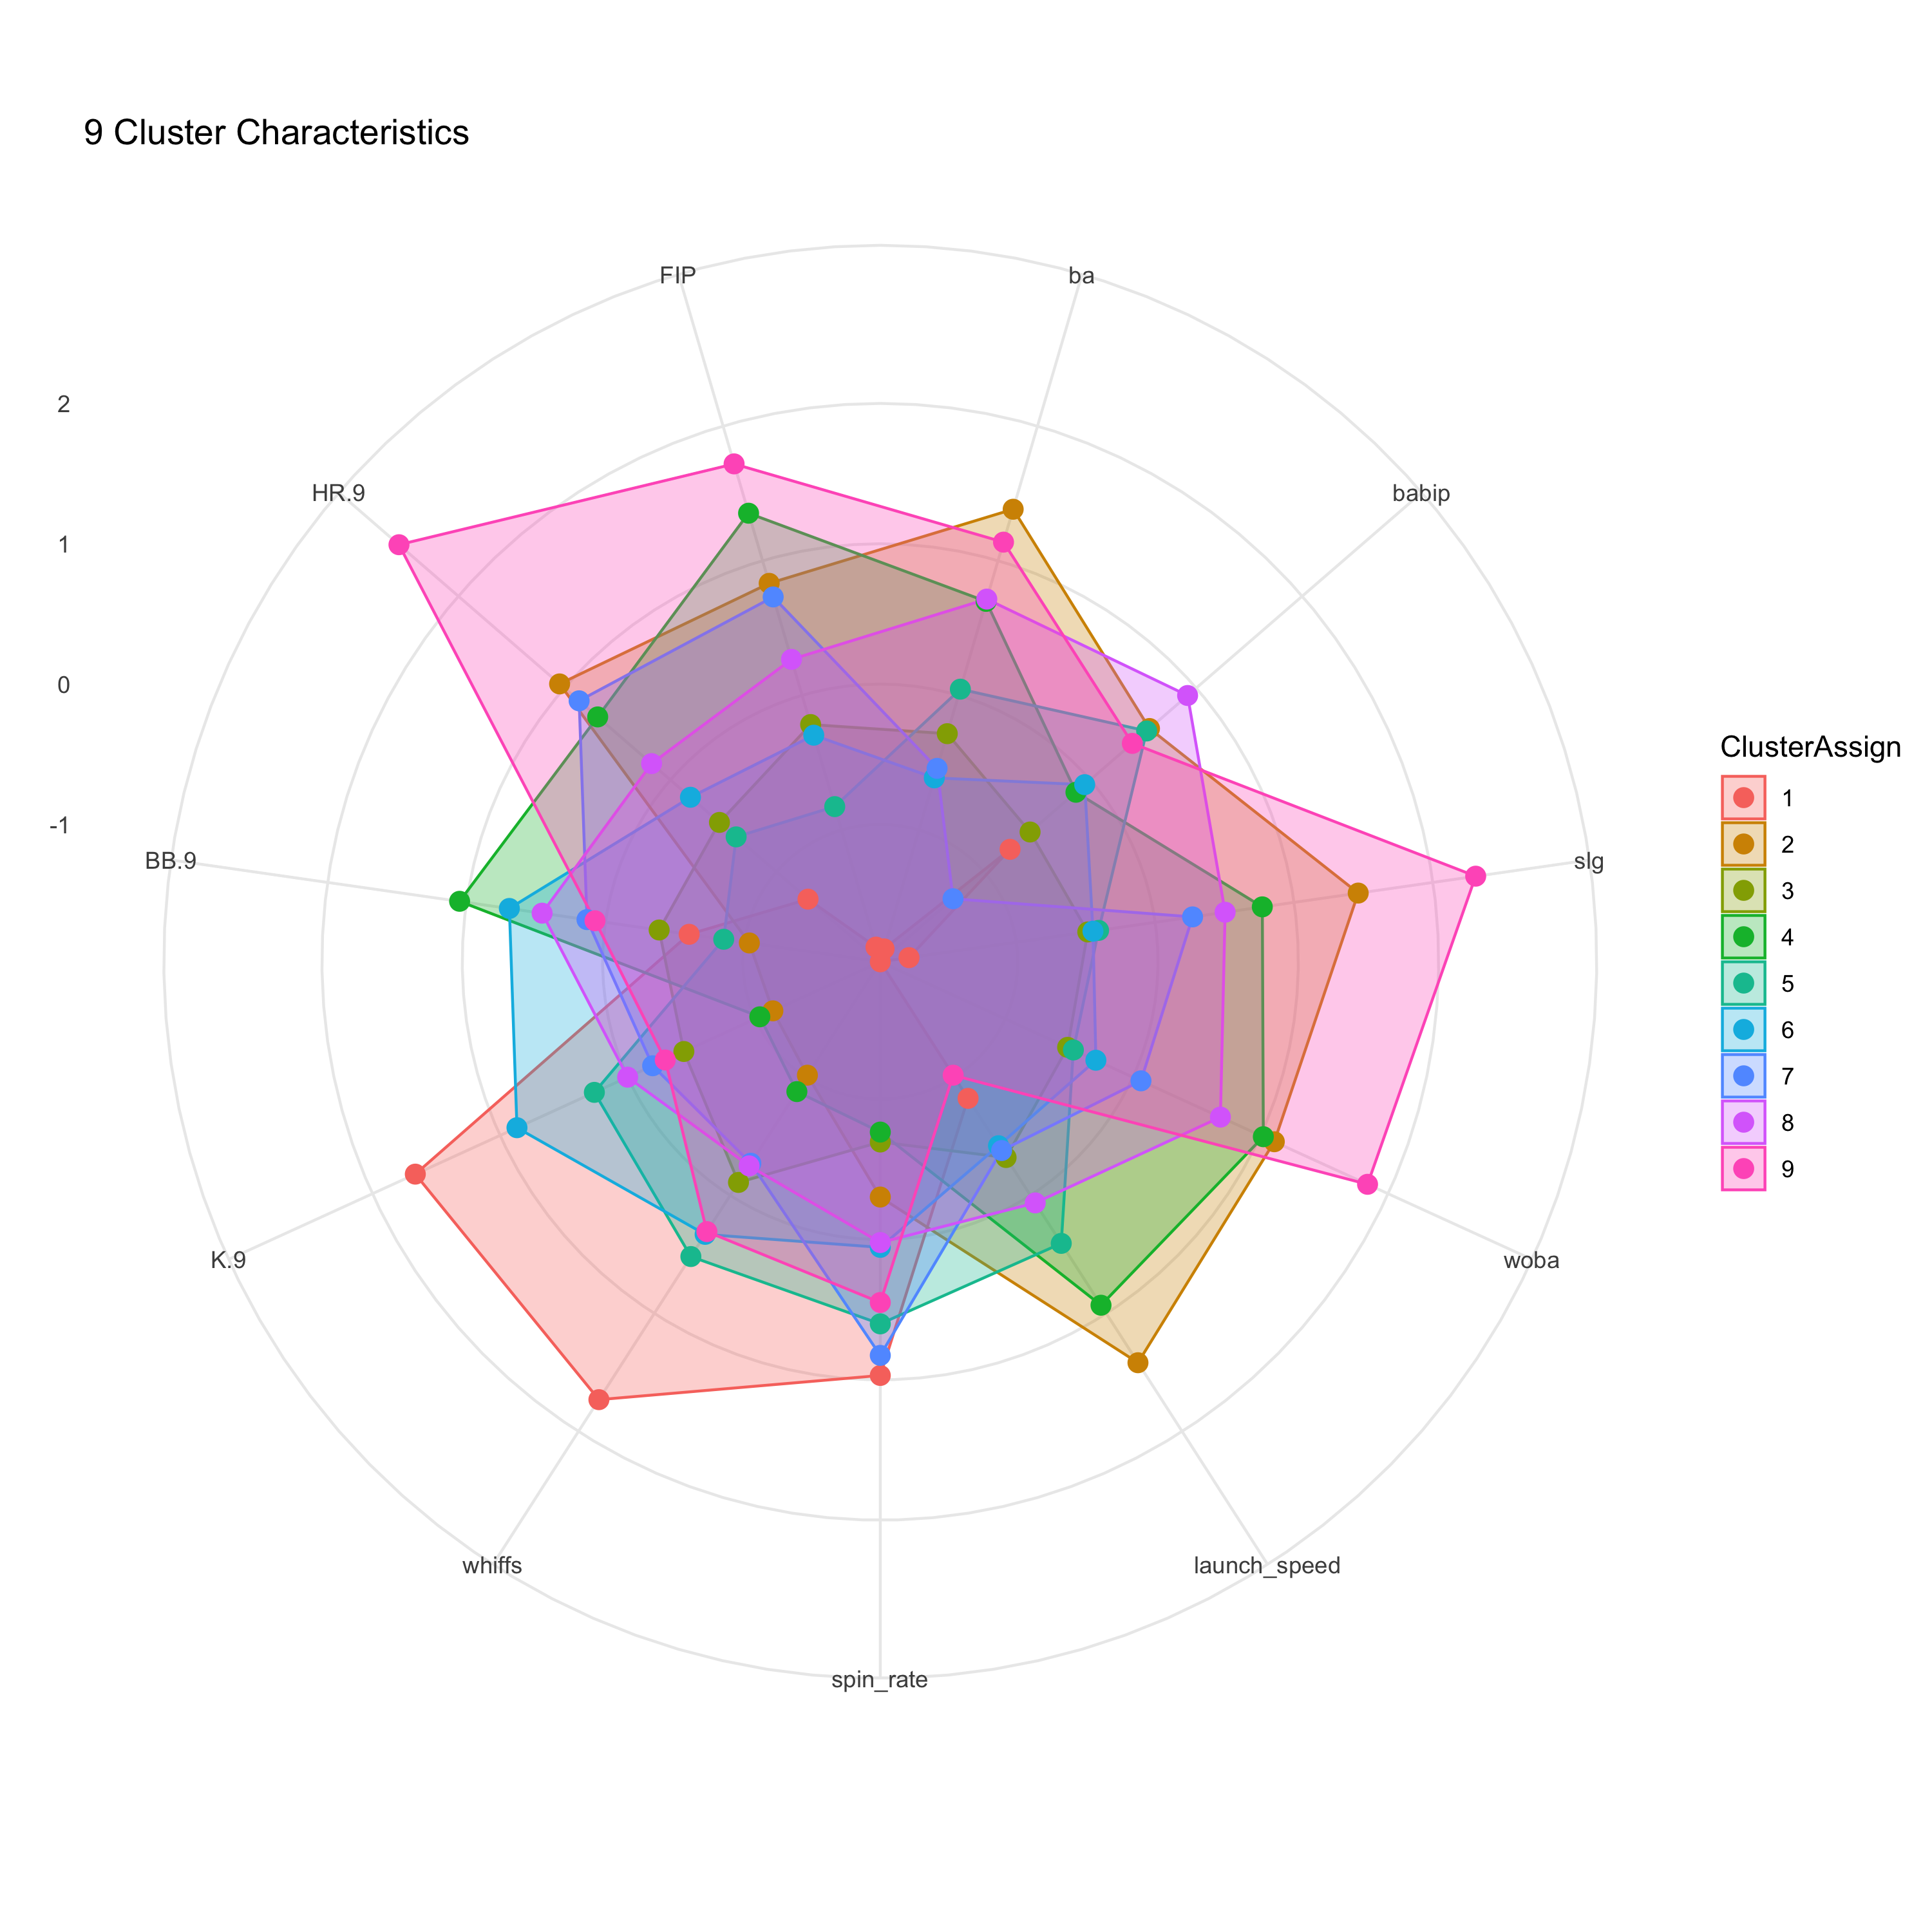 9 Cluster Characteristics
FIP
ba
2
HR.9
babip
1
0
-1
BB.9
slg
ClusterAssign
1
2
3
4
5
6
7
8
9
K.9
woba
whiffs
launch_speed
spin_rate